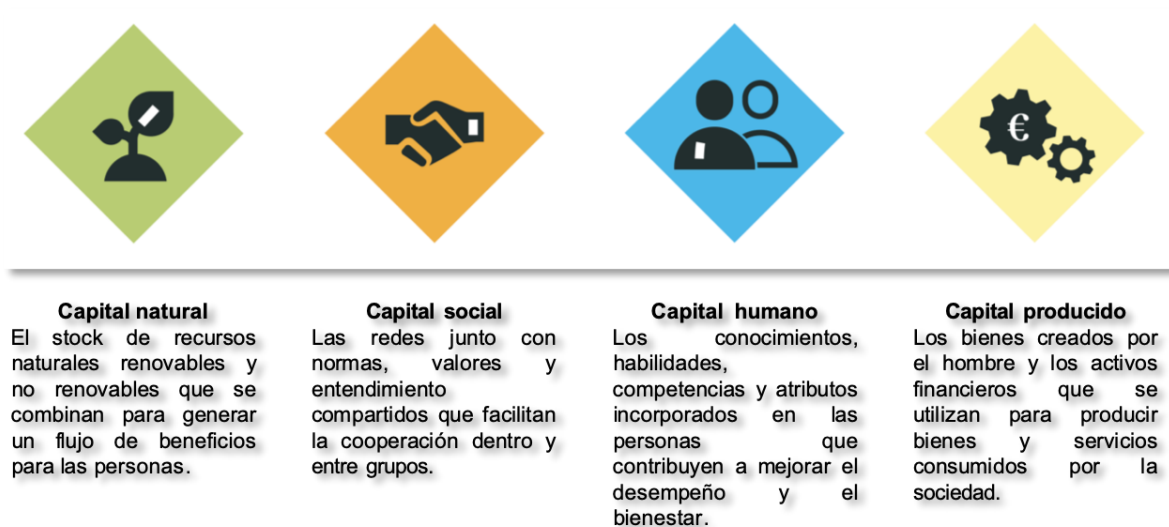 €
Capital natural
El stock de recursos
naturales renovables y
no renovables que se
combinan para generar
un flujo de beneficios
para las personas.
Capital social
Las redes junto con
normas, valores y
entendimiento
compartidos que facilitan
la cooperación dentro y
entre grupos.
Capital humano
Los conocimientos,
habilidades,
competencias y atributos
incorporados en las
personas que
contribuyen a mejorar el
desempeño y el
bienestar.
Capital producido
Los bienes creados por
el hombre y los activos
financieros que se
utilizan para producir
bienes y servicios
consumidos por la
sociedad.